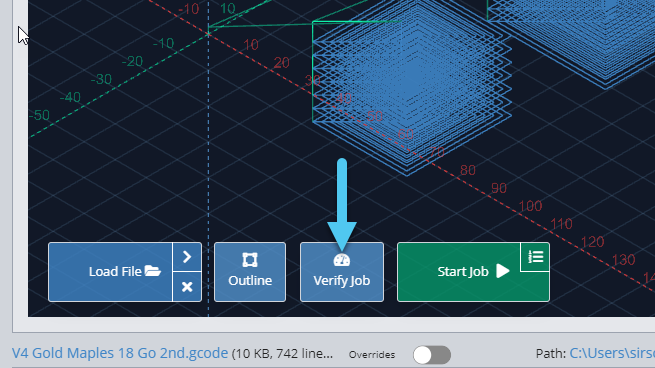 -10
10
-10
10
-20
20
-30
30
-40
40
-50
50
60
70
80
90
100
110
120
130
Load File
Outline
Verify Job
Start Job
V4 Gold Maples 18 Go 2nd.gcode (10 KB, 742 line...
Overrides
Path: C:\Users\sirs